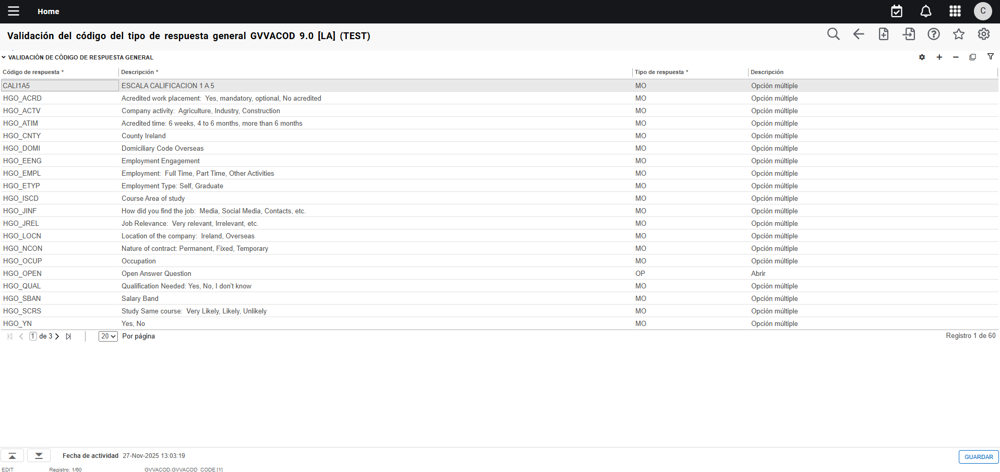 Home
C
Validación del código del tipo de respuesta general GVVACOD 9.0 [LA] (TEST)
VALIDACIÓN DE CÓDIGO DE RESPUESTA GENERAL
Código de respuesta * Descripción * Tipo de respuesta * Descripción
CALI1A5 ESCALA CALIFICACION 1 A 5 MO Opción múltiple
HGO_ACRD Acredited work placement: Yes, mandatory, optional, No acredited MO Opción múltiple
HGO_ACTV Company activity: Agriculture, Industry, Construction MO Opción múltiple
HGO_ATIM Acredited time: 6 weeks, 4 to 6 months, more than 6 months MO Opción múltiple
HGO_CNTY County Ireland MO Opción múltiple
HGO_DOMI Domiciliary Code Overseas MO Opción múltiple
HGO_EENG Employment Engagement MO Opción múltiple
HGO_EMPL Employment: Full Time, Part Time, Other Activities MO Opción múltiple
HGO_ETYP Employment Type: Self, Graduate MO Opción múltiple
HGO_ISCD Course Area of study MO Opción múltiple
HGO_JINF How did you find the job: Media, Social Media, Contacts, etc. MO Opción múltiple
HGO_JREL Job Relevance: Very relevant, Irrelevant, etc. MO Opción múltiple
HGO_LOCN Location of the company: Ireland, Overseas MO Opción múltiple
HGO_NCON Nature of contract: Permanent, Fixed, Temporary MO Opción múltiple
HGO_OCUP Occupation MO Opción múltiple
HGO_OPEN Open Answer Question OP Abrir
HGO_QUAL Qualification Needed: Yes, No, I don't know MO Opción múltiple
HGO_SBAN Salary Band MO Opción múltiple
HGO_SCRS Study Same course: Very Likely, Likely, Unlikely MO Opción múltiple
HGO_YN Yes, No MO Opción múltiple
1 de 3 20 Por página Registro 1 de 60
Fecha de actividad 27-Nov-2025 13:03:19 GUARDAR
EDIT Registro: 1/60 GVVACOD.GVVACOD_CODE [1]